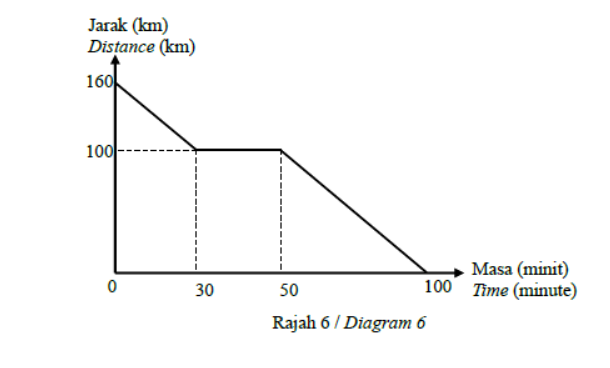 Jarak (km)
Distance (km)
160
100
0
30
50
100
Masa (minit)
Time (minute)
Rajah 6 / Diagram 6